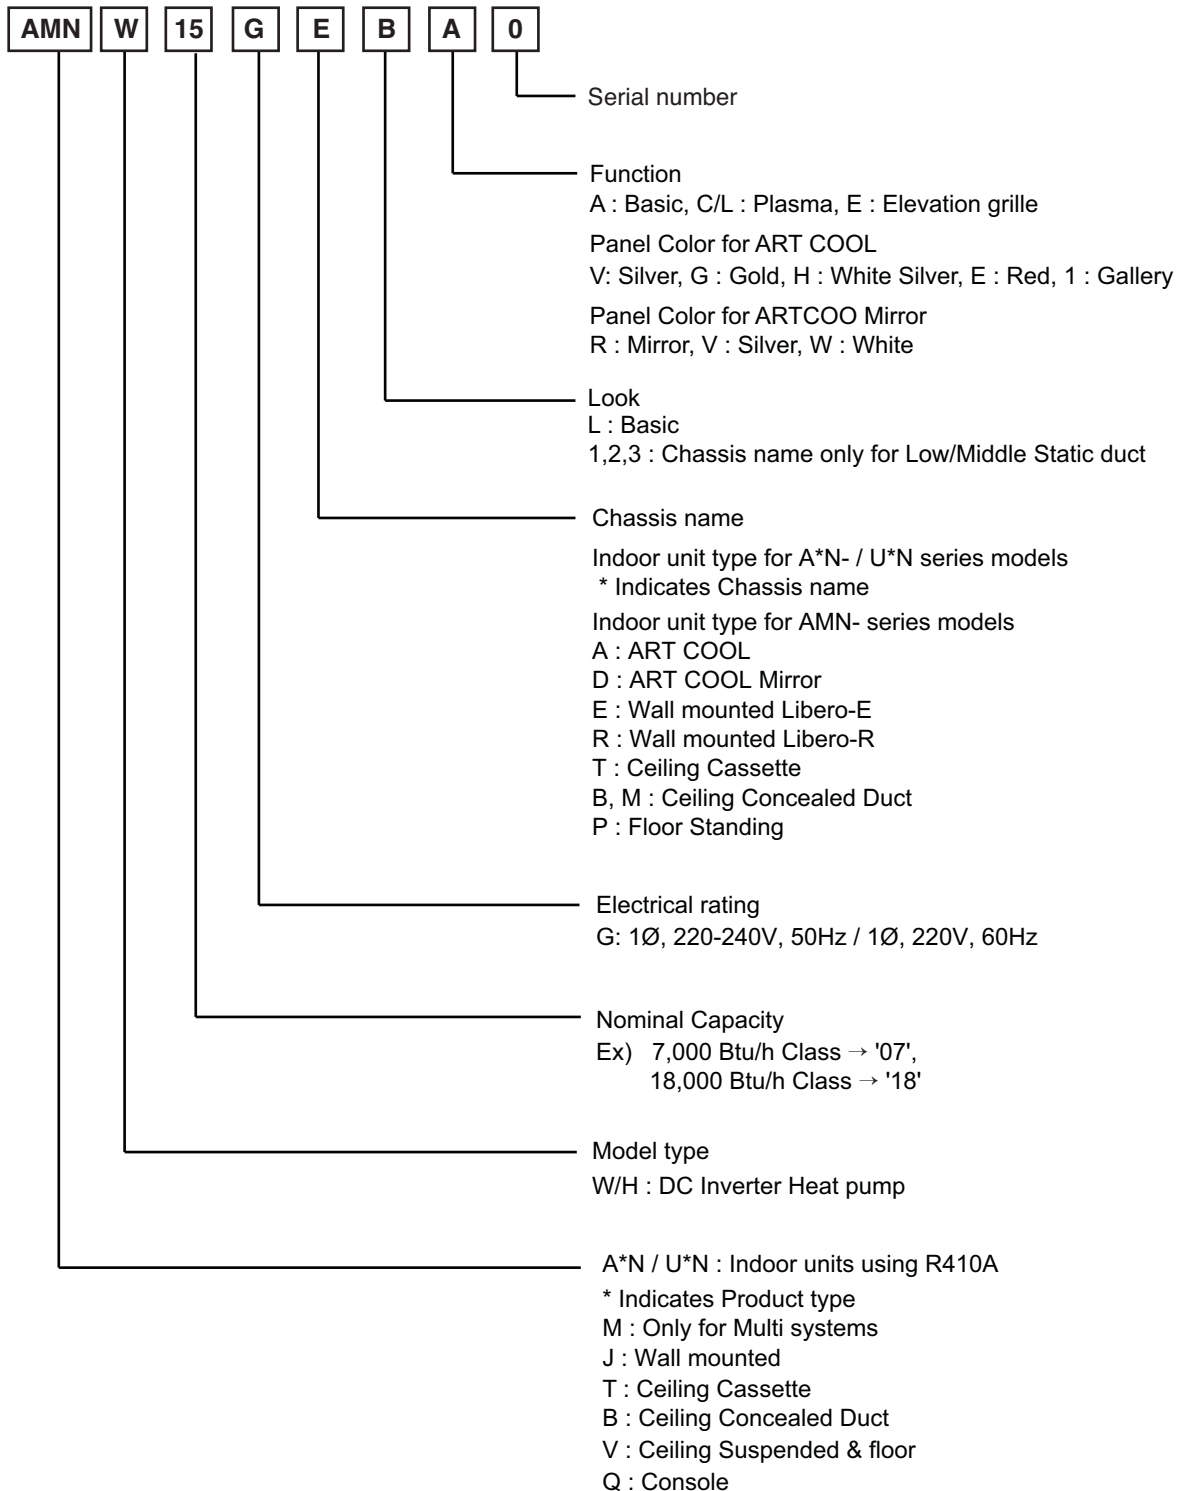 AMN W 15 G E B A 0
Serial number
Function
A : Basic, C/L : Plasma, E : Elevation grille
Panel Color for ART COOL
V: Silver, G : Gold, H : White Silver, E : Red, 1 : Gallery
Panel Color for ARTCOO Mirror
R : Mirror, V : Silver, W : White
Look
L : Basic
1,2,3 : Chassis name only for Low/Middle Static duct
Chassis name
Indoor unit type for A*N- / U*N series models
* Indicates Chassis name
Indoor unit type for AMN- series models
A : ART COOL
D : ART COOL Mirror
E : Wall mounted Libero-E
R : Wall mounted Libero-R
T : Ceiling Cassette
B, M : Ceiling Concealed Duct
P : Floor Standing
Electrical rating
G: 1Ø, 220-240V, 50Hz / 1Ø, 220V, 60Hz
Nominal Capacity
Ex) 7,000 Btu/h Class → '07',
18,000 Btu/h Class → '18'
Model type
W/H : DC Inverter Heat pump
A*N / U*N : Indoor units using R410A
* Indicates Product type
M : Only for Multi systems
J : Wall mounted
T : Ceiling Cassette
B : Ceiling Concealed Duct
V : Ceiling Suspended & floor
Q : Console